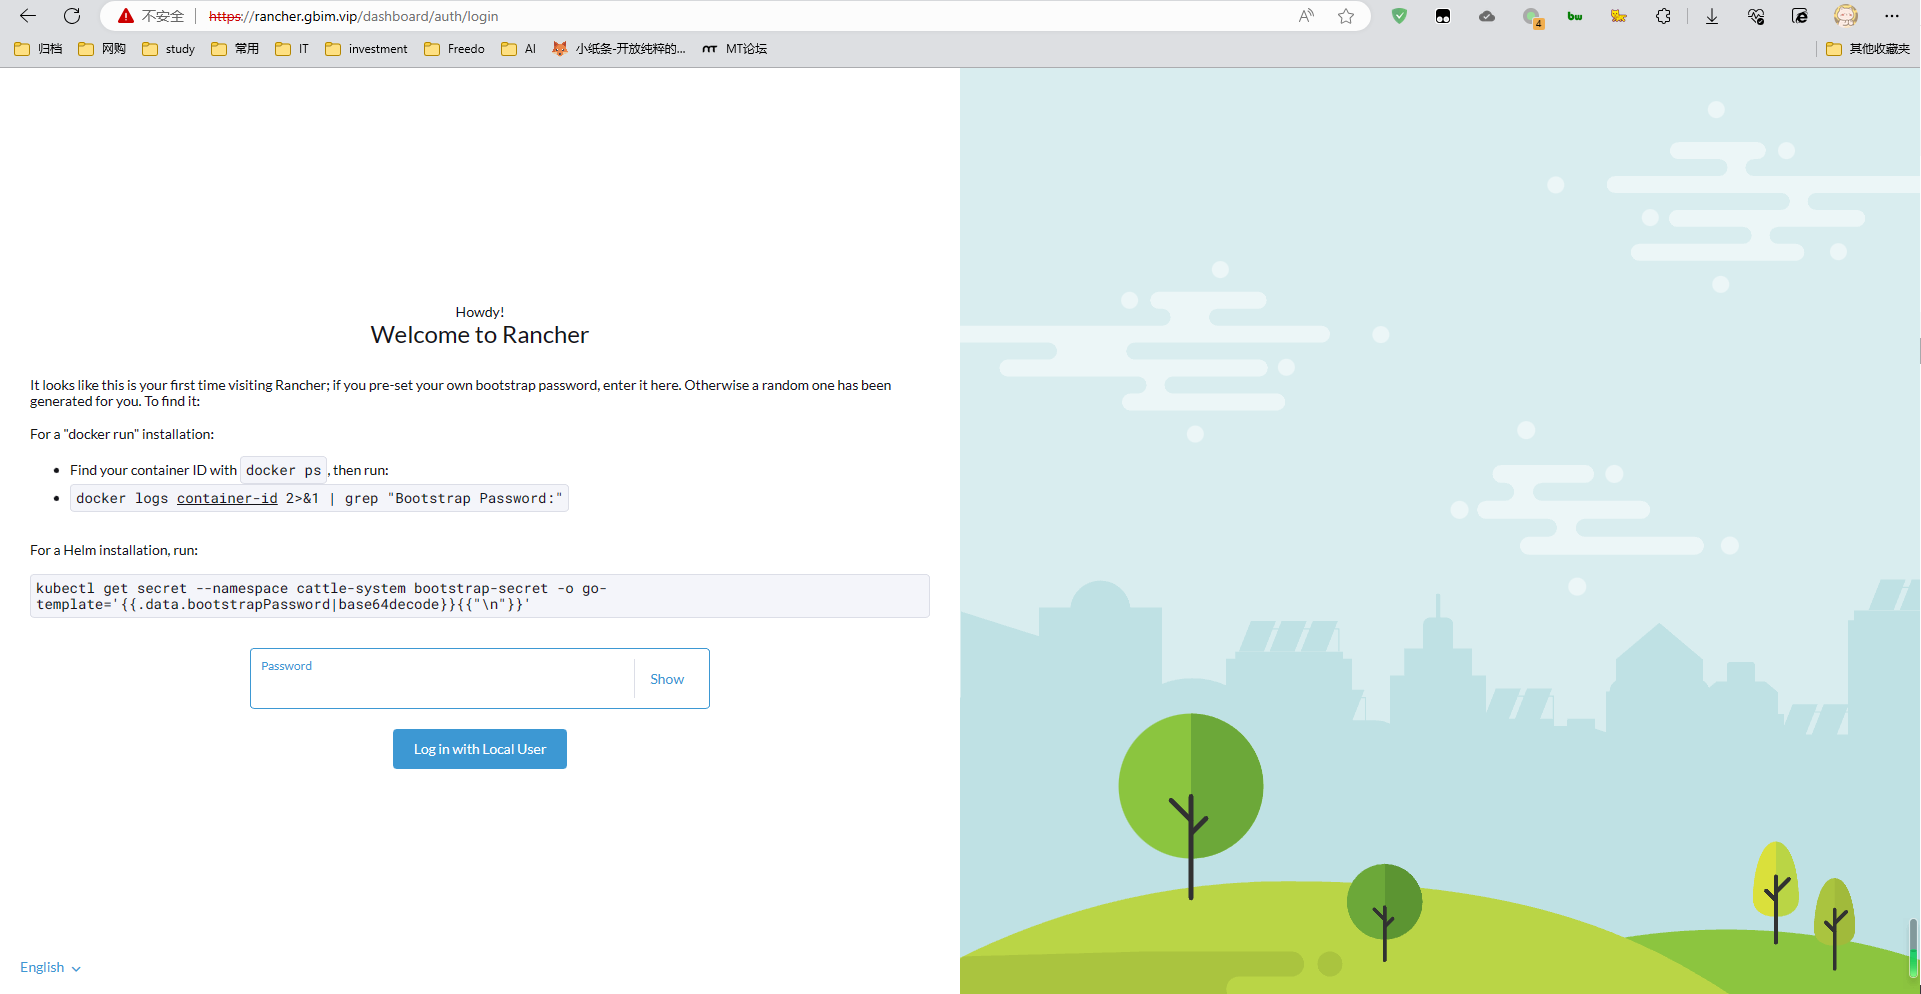 不安全 https://rancher.gbim.vip/dashboard/auth/login
4
bw
归档 网购 study 常用 IT investment Freedo AI 小纸条-开放纯粹的... MT论坛 其他收藏夹
Howdy!
Welcome to Rancher
It looks like this is your first time visiting Rancher; if you pre-set your own bootstrap password, enter it here. Otherwise a random one has been
generated for you. To find it:
For a "docker run" installation:
Find your container ID with docker ps, then run:
docker logs container-id 2>&1 | grep "Bootstrap Password:"
For a Helm installation, run:
kubectl get secret --namespace cattle-system bootstrap-secret -o go-
template='{{.data.bootstrapPassword|base64decode}}{{"\n"}}'
Password
Show
Log in with Local User
English